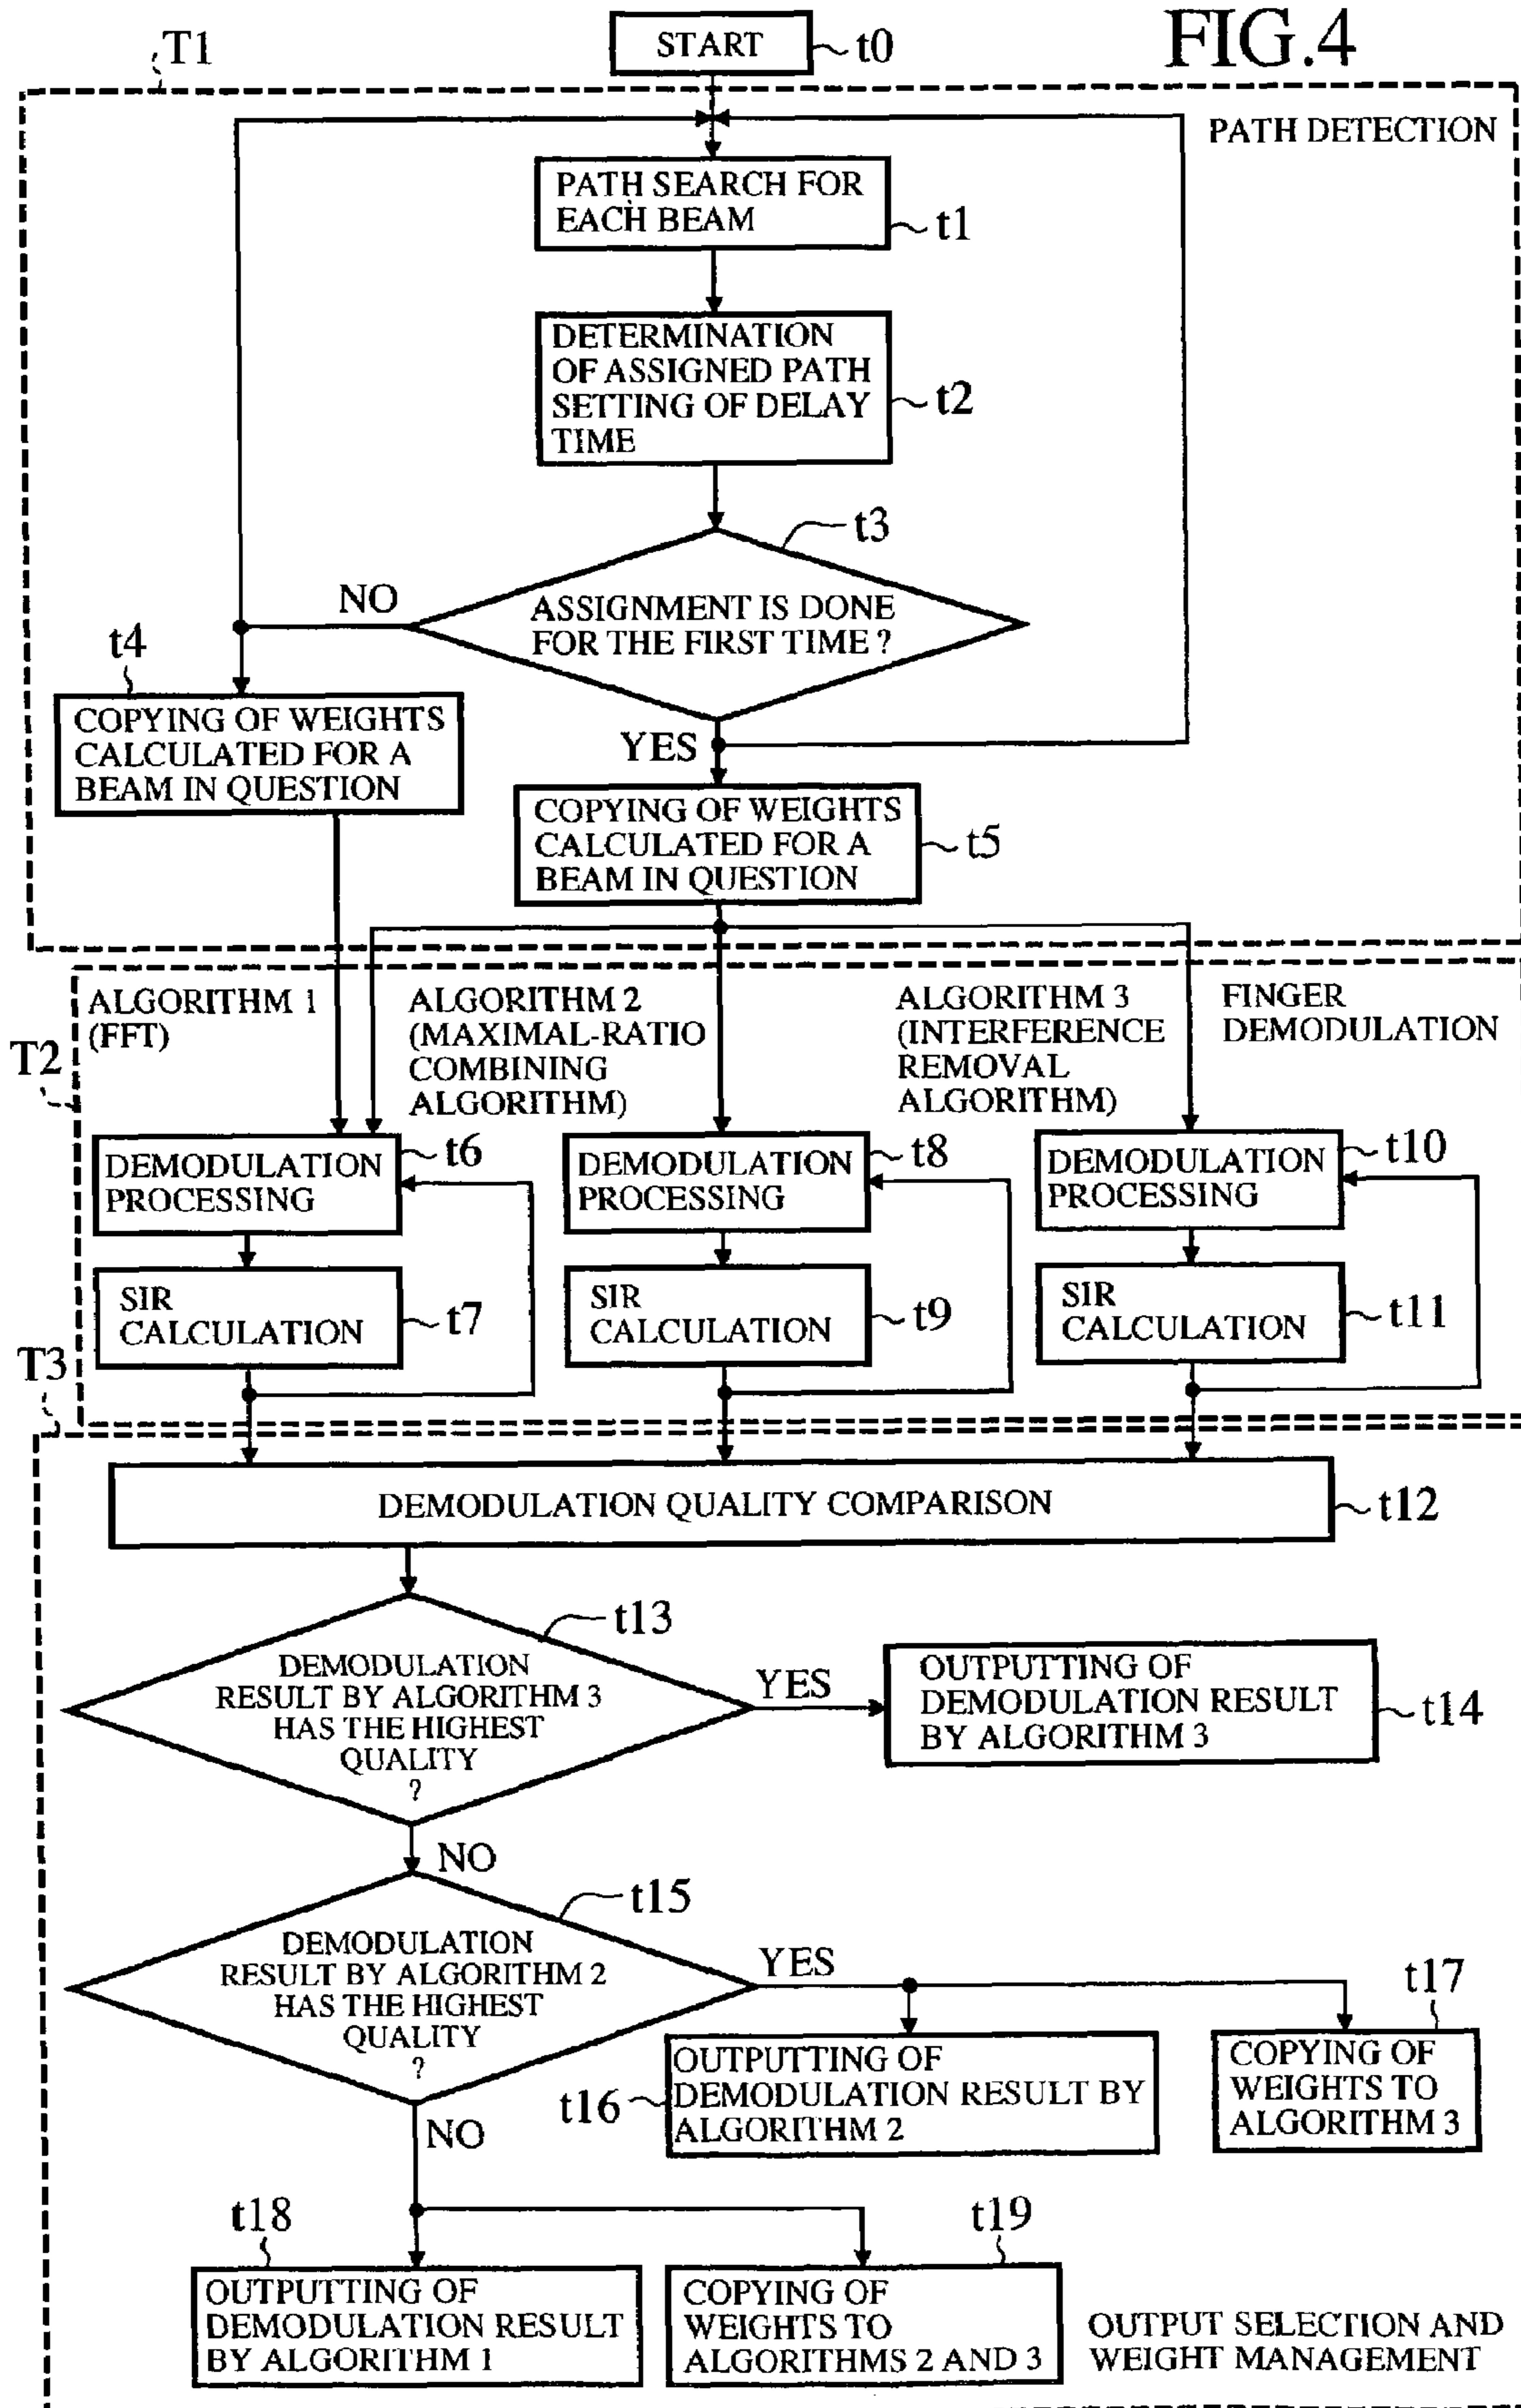 FIG.4
START
t0
T1
PATH DETECTION
PATH SEARCH FOR
EACH BEAM
t1
DETERMINATION
OF ASSIGNED PATH
SETTING OF DELAY
TIME
t2
t3
ASSIGNMENT IS DONE
FOR THE FIRST TIME ?
NO
YES
t4
COPYING OF WEIGHTS
CALCULATED FOR A
BEAM IN QUESTION
COPYING OF WEIGHTS
CALCULATED FOR A
BEAM IN QUESTION
t5
T2
ALGORITHM 1
(FFT)
ALGORITHM 2
(MAXIMAL-RATIO
COMBINING
ALGORITHM)
ALGORITHM 3
(INTERFERENCE
REMOVAL
ALGORITHM)
FINGER
DEMODULATION
DEMODULATION
PROCESSING
t6
DEMODULATION
PROCESSING
t8
DEMODULATION
PROCESSING
t10
SIR
CALCULATION
t7
SIR
CALCULATION
t9
SIR
CALCULATION
t11
T3
DEMODULATION QUALITY COMPARISON
t12
t13
DEMODULATION
RESULT BY ALGORITHM 3
HAS THE HIGHEST
QUALITY
?
YES
OUTPUTTING OF
DEMODULATION RESULT
BY ALGORITHM 3
t14
NO
t15
DEMODULATION
RESULT BY ALGORITHM 2
HAS THE HIGHEST
QUALITY
?
YES
t16
OUTPUTTING OF
DEMODULATION RESULT BY
ALGORITHM 2
t17
COPYING OF
WEIGHTS TO
ALGORITHM 3
NO
t18
OUTPUTTING OF
DEMODULATION RESULT
BY ALGORITHM 1
t19
COPYING OF
WEIGHTS TO
ALGORITHMS 2 AND 3
OUTPUT SELECTION AND
WEIGHT MANAGEMENT